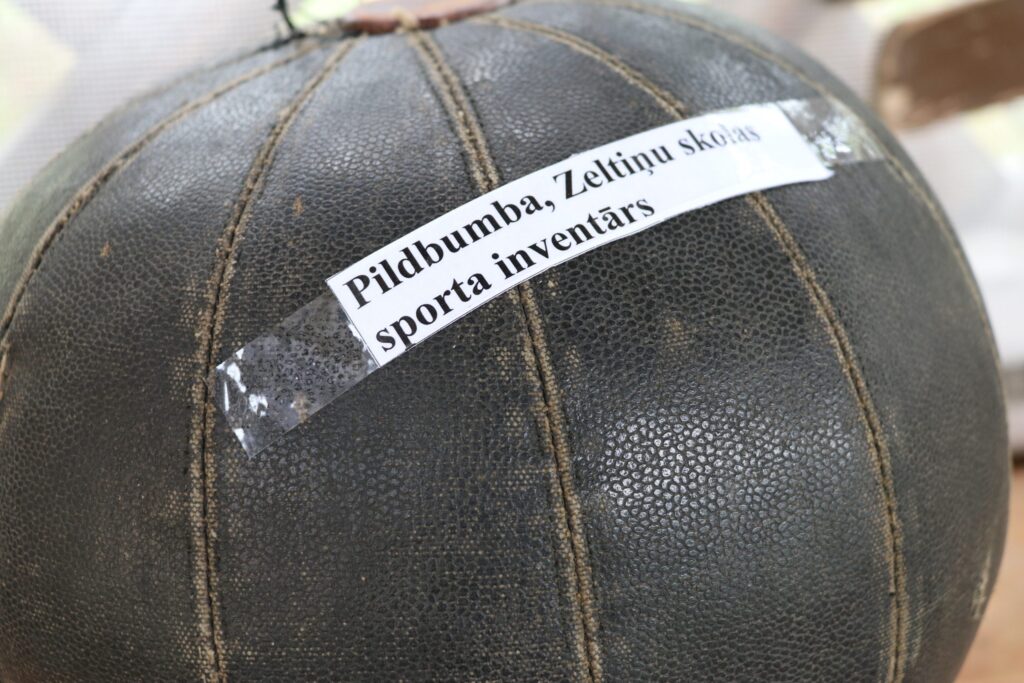 Pildbumba, Zeltiņu skolas
sporta inventārs